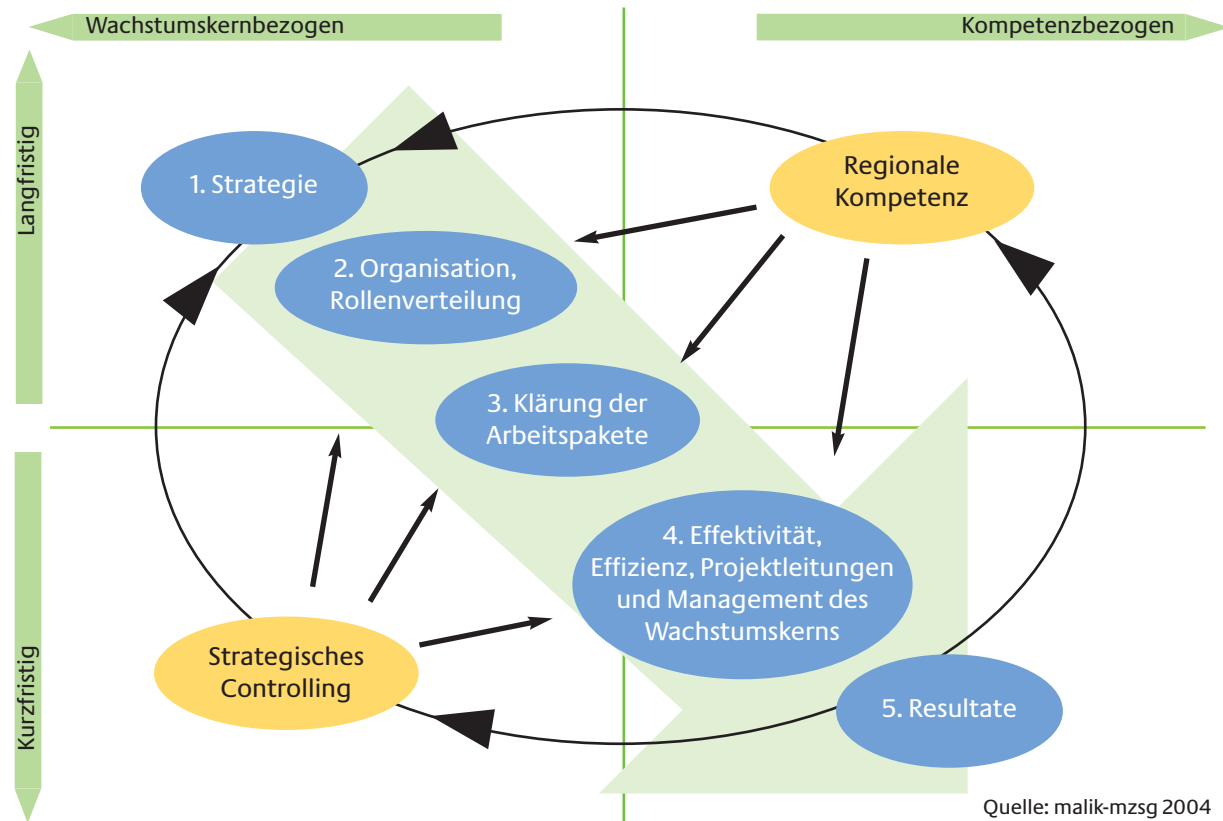 Wachstumskernbezogen
Kompetenzbezogen
Langfristig
Kurzfristig
1. Strategie
Regionale
Kompetenz
2. Organisation,
Rollenverteilung
3. Klärung der
Arbeitspakete
4. Effektivität,
Effizienz, Projektleitungen
und Management des
Wachstumskerns
Strategisches
Controlling
5. Resultate
Quelle: malik-mzsg 2004